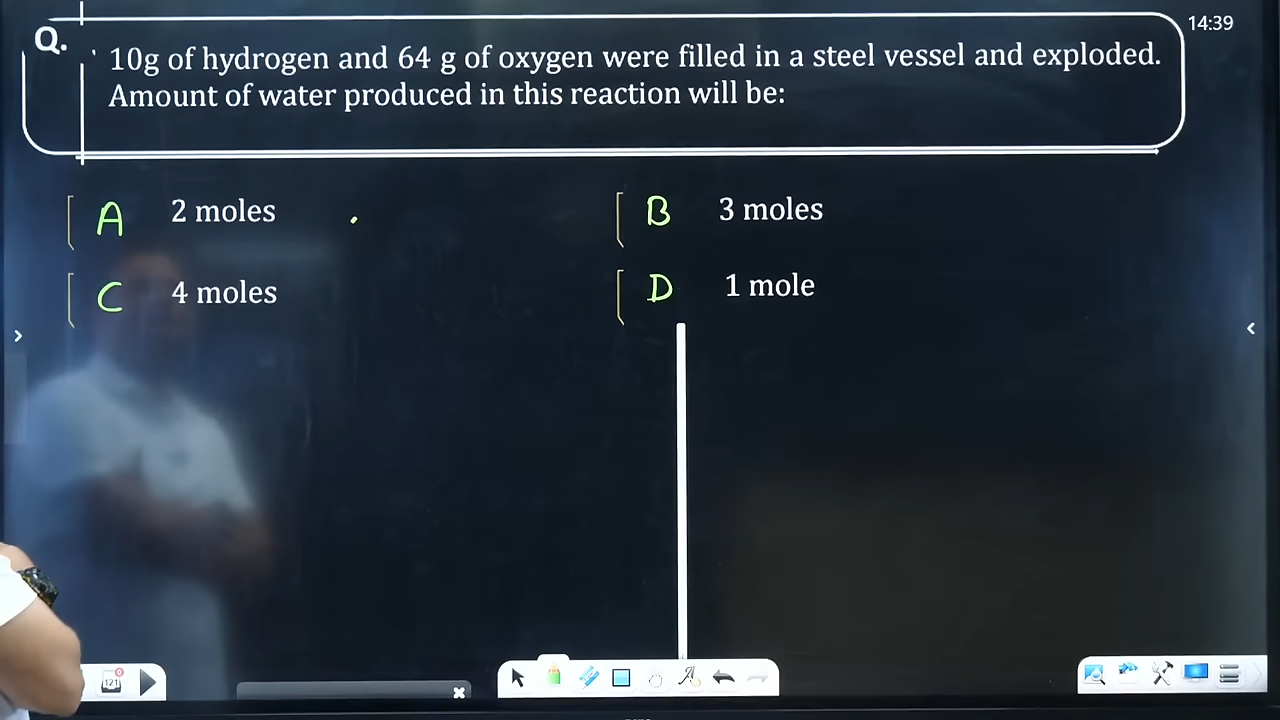 14:39
Q.
10g of hydrogen and 64 g of oxygen were filled in a steel vessel and exploded.
Amount of water produced in this reaction will be:
A 2 moles
B 3 moles
C 4 moles
D 1 mole
121